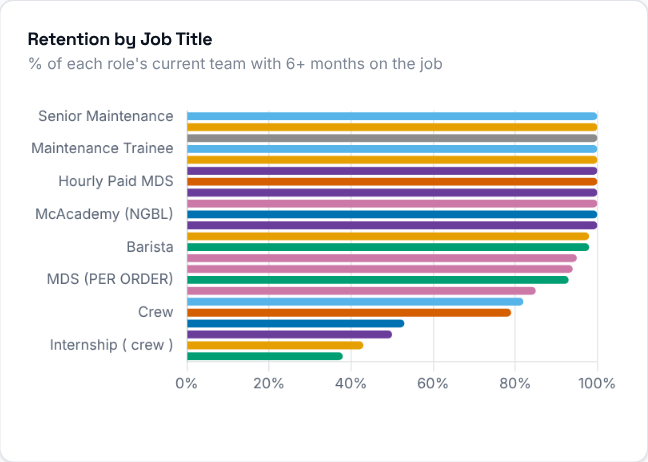 Retention by Job Title
% of each role's current team with 6+ months on the job
Senior Maintenance
Maintenance Trainee
Hourly Paid MDS
McAcademy (NGBL)
Barista
MDS (PER ORDER)
Crew
Internship ( crew )
0% 20% 40% 60% 80% 100%